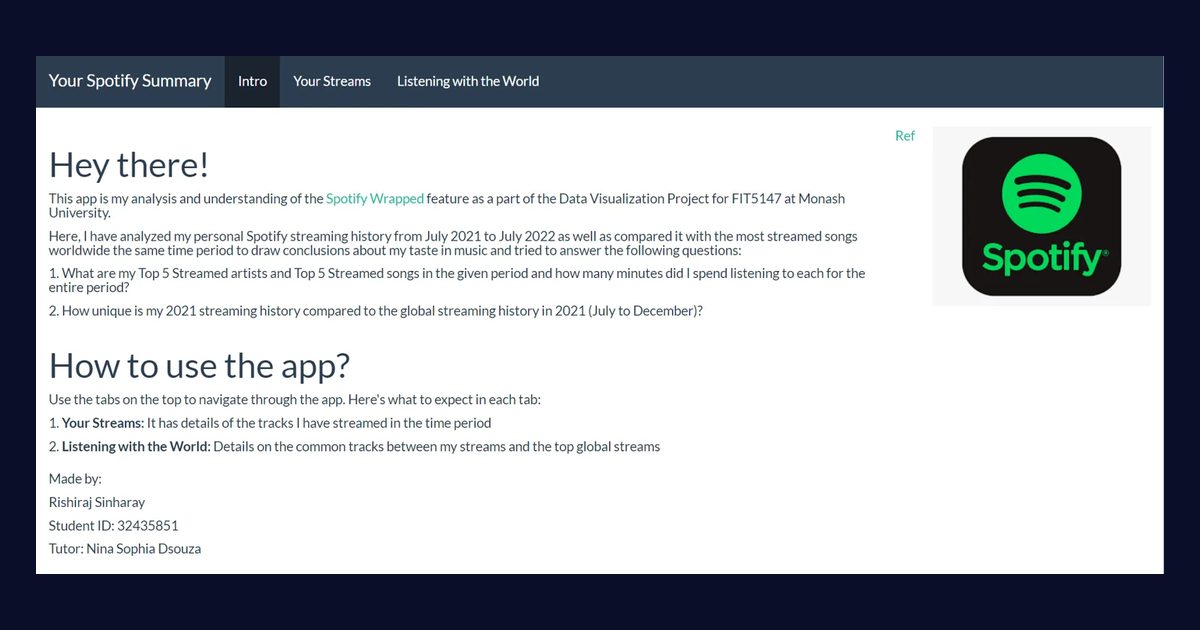 Your Spotify Summary Intro Your Streams Listening with the World
Ref
Spotify®
Hey there!
This app is my analysis and understanding of the Spotify Wrapped feature as a part of the Data Visualization Project for FIT5147 at Monash
University.
Here, I have analyzed my personal Spotify streaming history from July 2021 to July 2022 as well as compared it with the most streamed songs
worldwide the same time period to draw conclusions about my taste in music and tried to answer the following questions:
1. What are my Top 5 Streamed artists and Top 5 Streamed songs in the given period and how many minutes did I spend listening to each for the
entire period?
2. How unique is my 2021 streaming history compared to the global streaming history in 2021 (July to December)?
How to use the app?
Use the tabs on the top to navigate through the app. Here's what to expect in each tab:
1. Your Streams: It has details of the tracks I have streamed in the time period
2. Listening with the World: Details on the common tracks between my streams and the top global streams
Made by:
Rishiraj Sinharay
Student ID: 32435851
Tutor: Nina Sophia Dsouza